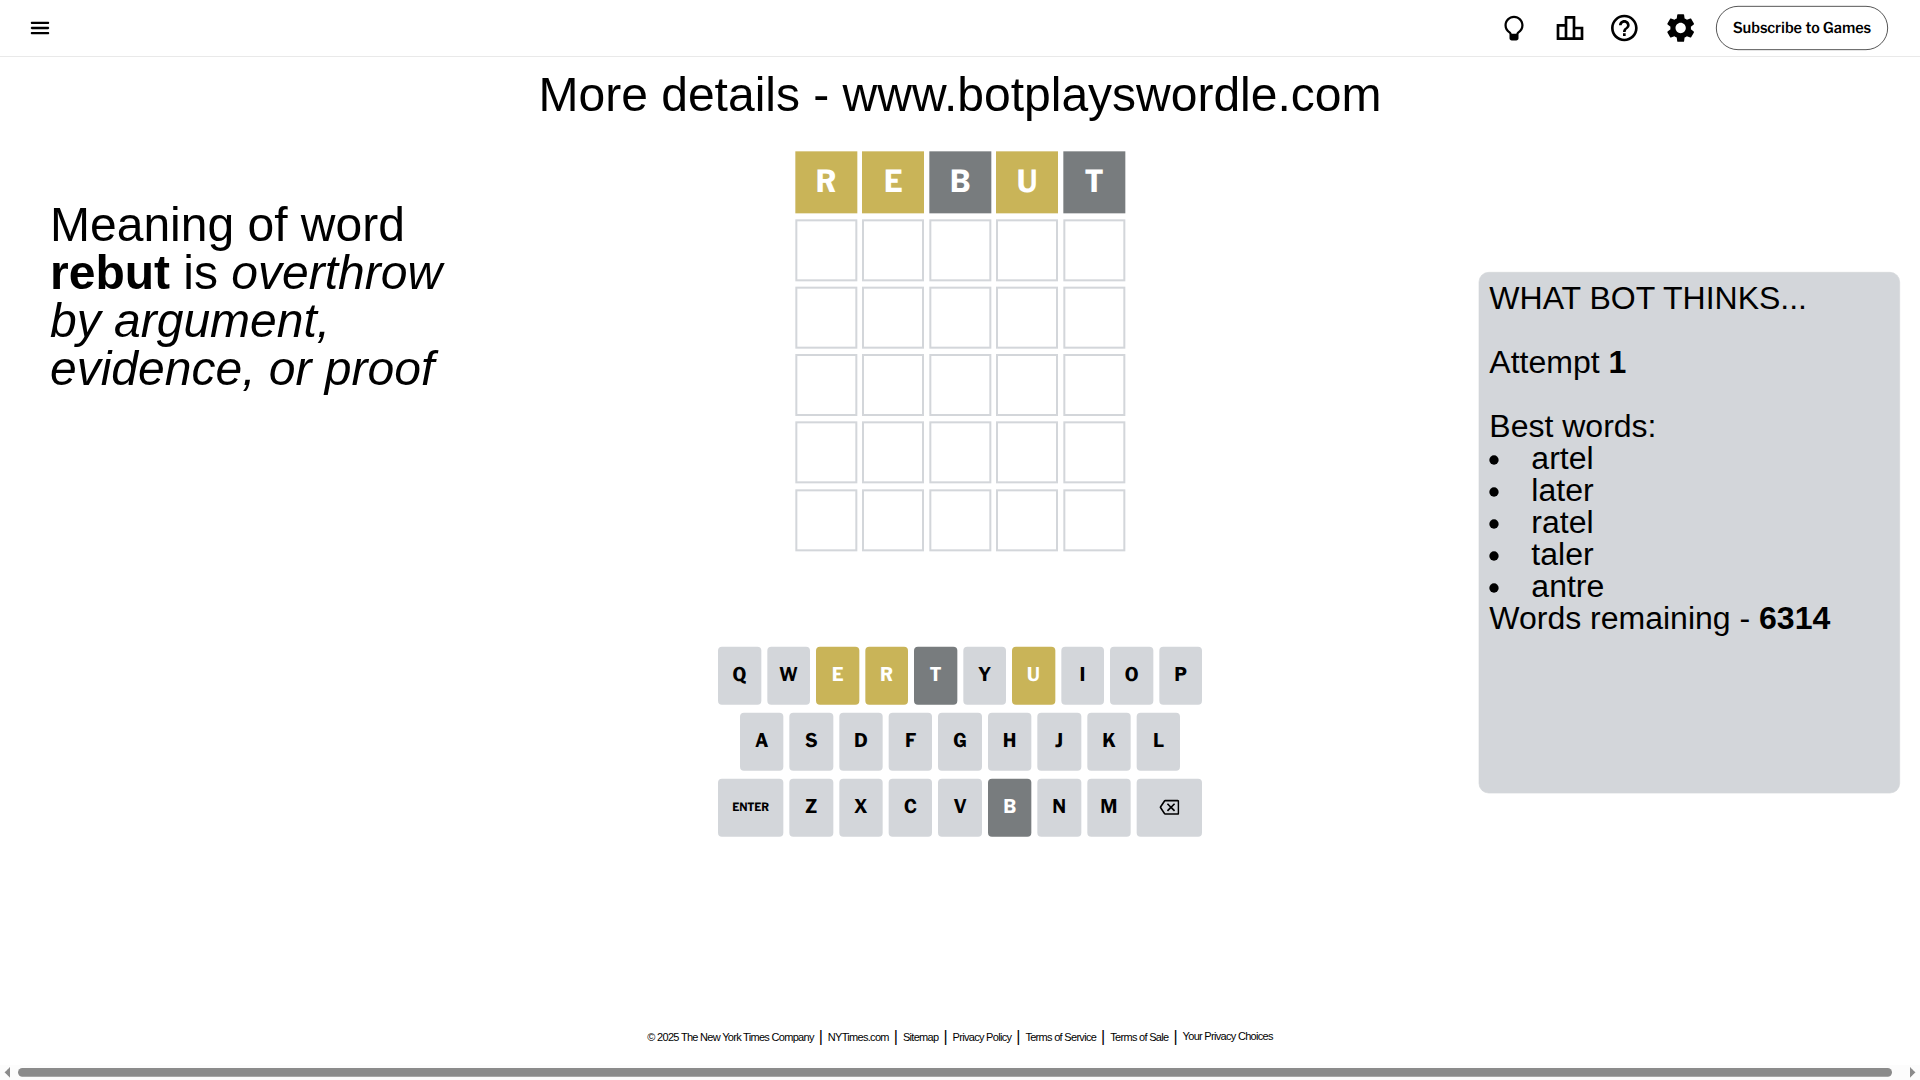 Subscribe to Games
More details - www.botplayswordle.com
R E B U T
Meaning of word
rebut is overthrow
by argument,
evidence, or proof
WHAT BOT THINKS...
Attempt 1
Best words:
• artel
• later
• ratel
• taler
• antre
Words remaining - 6314
Q W E R T Y U I O P
A S D F G H J K L
ENTER Z X C V B N M
© 2025 The New York Times Company | NYTimes.com | Sitemap | Privacy Policy | Terms of Service | Terms of Sale | Your Privacy Choices